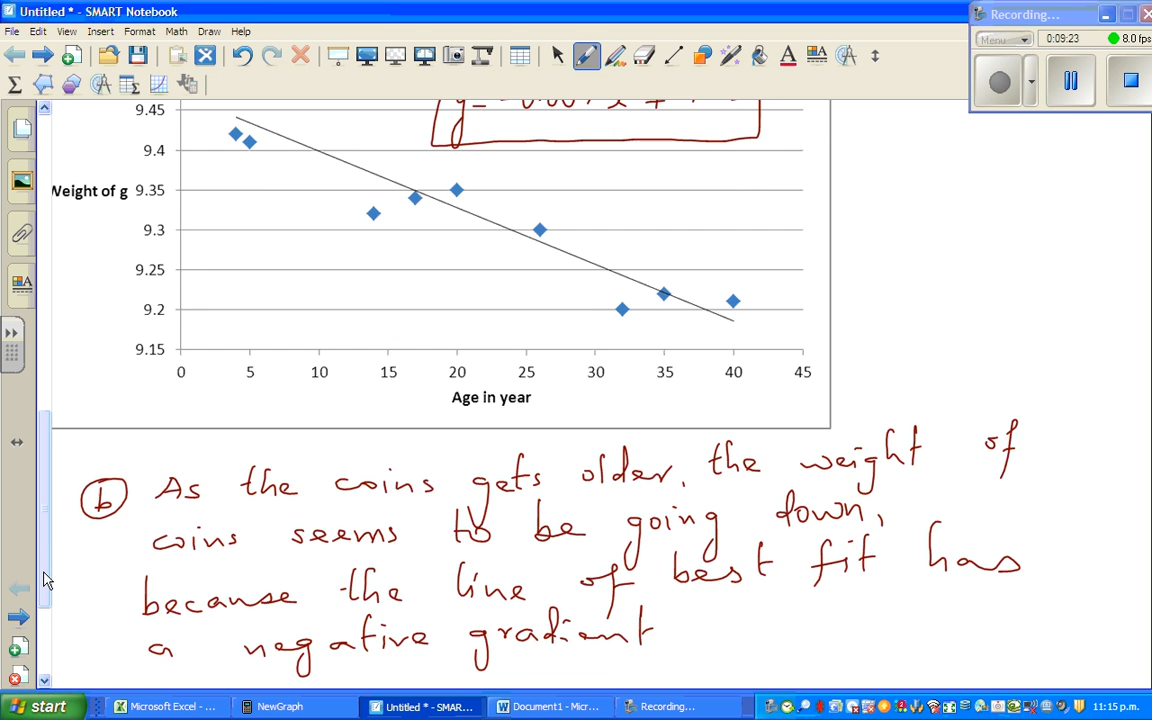 Untitled * - SMART Notebook
Recording...
File Edit View Insert Format Math Draw Help
Menu
0:09:23
8.0 fps
9.45
9.4
Weight of g 9.35
9.3
9.25
9.2
9.15
0 5 10 15 20 25 30 35 40 45
Age in year
b As the coins gets older, the weight of
coins seems to be going down,
because the line of best fit has
a negative gradient
start
Microsoft Excel - ...
NewGraph
Untitled * - SMAR...
Document1 - Micr...
Recording...
11:15 p.m.